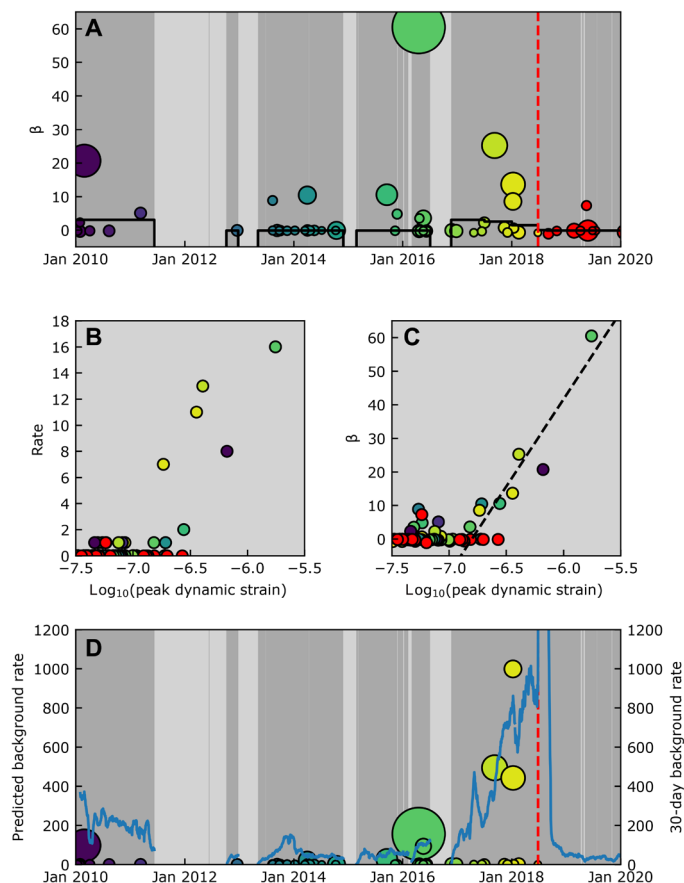 A
60
50
40
30
20
10
0
β
Jan 2010 Jan 2012 Jan 2014 Jan 2016 Jan 2018 Jan 2020
B
18
16
14
12
10
8
6
4
2
0
Rate
−7.5 −7.0 −6.5 −6.0 −5.5
Log10(peak dynamic strain)
C
60
50
40
30
20
10
0
β
−7.5 −7.0 −6.5 −6.0 −5.5
Log10(peak dynamic strain)
D
1200 1200
1000 1000
800 800
600 600
400 400
200 200
0 0
Predicted background rate
30-day background rate
Jan 2010 Jan 2012 Jan 2014 Jan 2016 Jan 2018 Jan 2020